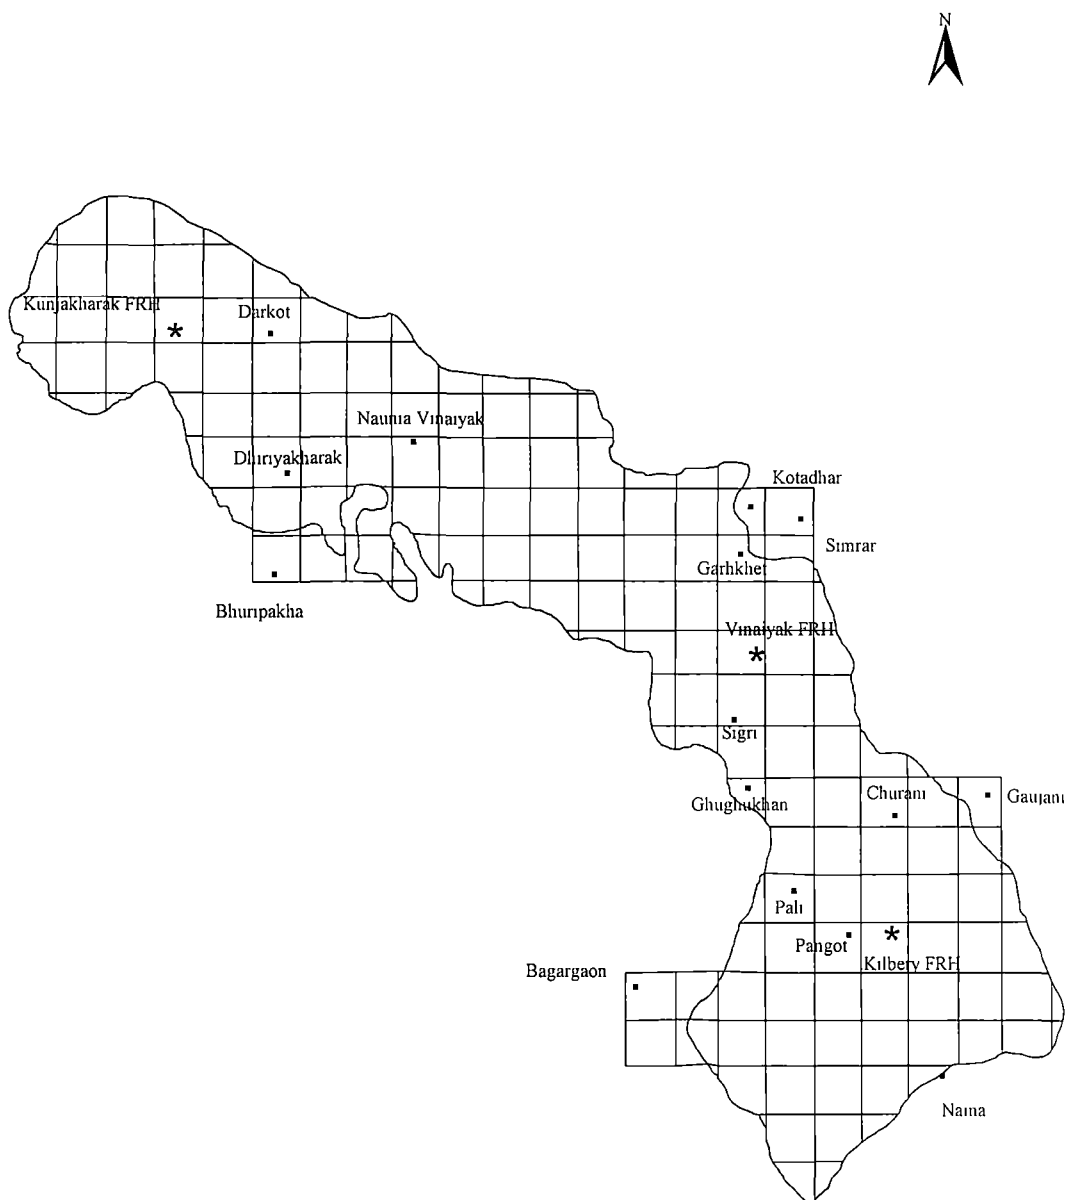 N
Kunjakharak FRH
Darkot
Naunia Vinaiyak
Dhiriyakharak
Kotadhar
Simrar
Garhkhet
Bhuripakha
Vinaiyak FRH
Sigri
Ghughukhan
Churani
Gaujani
Pali
Pangot
Kilbery FRH
Bagargaon
Naina